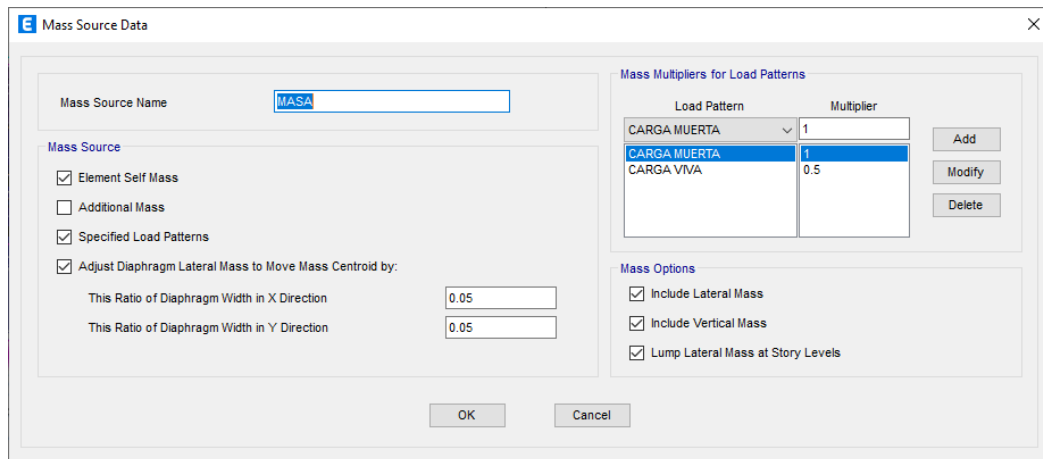 E Mass Source Data
Mass Source Name MASA
Mass Source
Element Self Mass
Additional Mass
Specified Load Patterns
Adjust Diaphragm Lateral Mass to Move Mass Centroid by:
This Ratio of Diaphragm Width in X Direction 0.05
This Ratio of Diaphragm Width in Y Direction 0.05
Mass Multipliers for Load Patterns
Load Pattern Multiplier
CARGA MUERTA 1
CARGA MUERTA 1
CARGA VIVA 0.5
Add
Modify
Delete
Mass Options
Include Lateral Mass
Include Vertical Mass
Lump Lateral Mass at Story Levels
OK Cancel